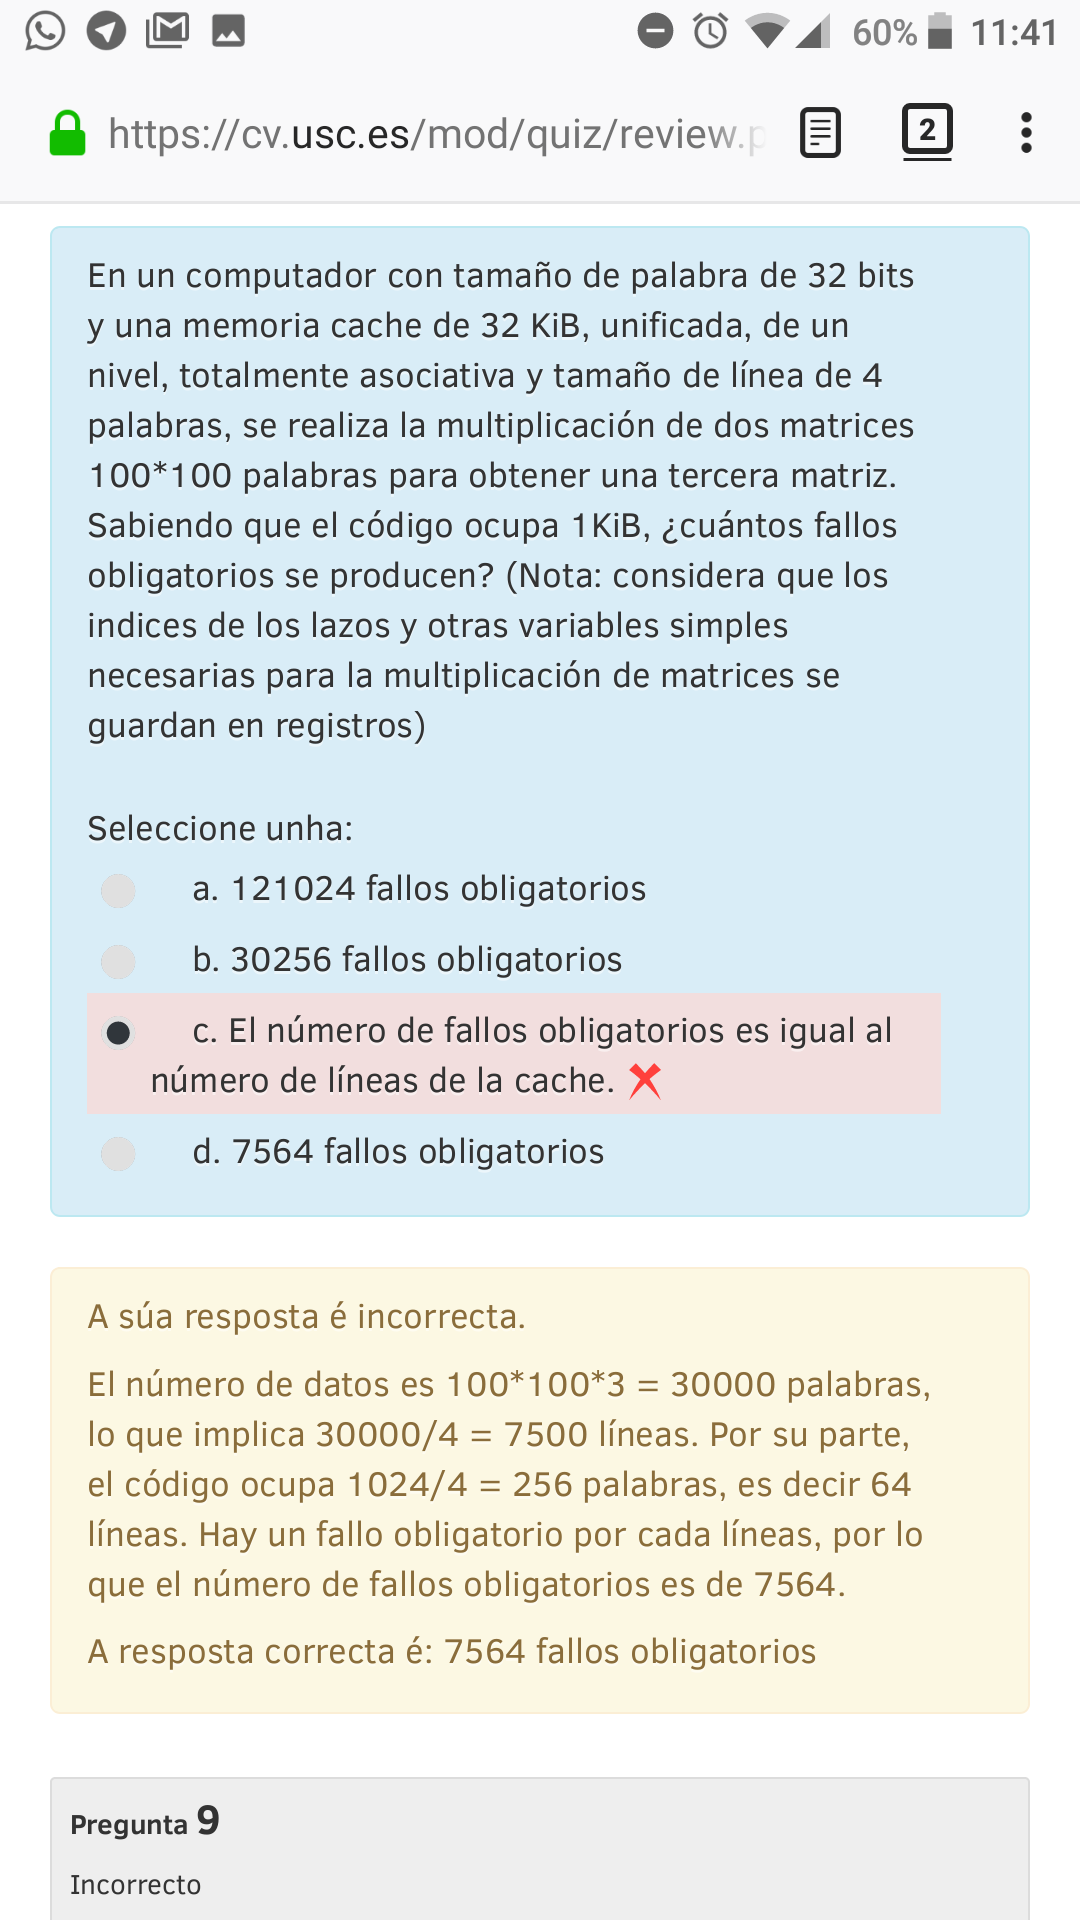 60% 11:41
https://cv.usc.es/mod/quiz/review.p
2
En un computador con tamaño de palabra de 32 bits
y una memoria cache de 32 KiB, unificada, de un
nivel, totalmente asociativa y tamaño de línea de 4
palabras, se realiza la multiplicación de dos matrices
100*100 palabras para obtener una tercera matriz.
Sabiendo que el código ocupa 1KiB, ¿cuántos fallos
obligatorios se producen? (Nota: considera que los
indices de los lazos y otras variables simples
necesarias para la multiplicación de matrices se
guardan en registros)
Seleccione unha:
a. 121024 fallos obligatorios
b. 30256 fallos obligatorios
c. El número de fallos obligatorios es igual al
número de líneas de la cache.
d. 7564 fallos obligatorios
A súa resposta é incorrecta.
El número de datos es 100*100*3 = 30000 palabras,
lo que implica 30000/4 = 7500 líneas. Por su parte,
el código ocupa 1024/4 = 256 palabras, es decir 64
líneas. Hay un fallo obligatorio por cada líneas, por lo
que el número de fallos obligatorios es de 7564.
A resposta correcta é: 7564 fallos obligatorios
Pregunta 9
Incorrecto